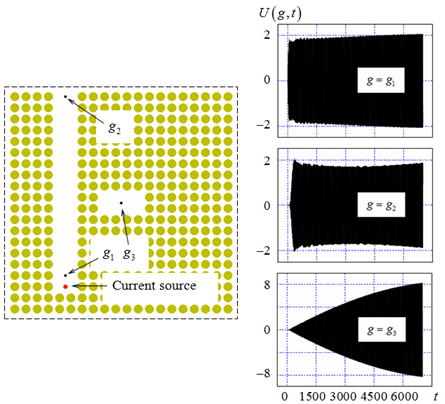 g2
g1 g3
Current source
U(g,t)
2
0
−2
g = g1
2
0
−2
g = g2
8
0
−8
g = g3
0 1500 3000 4500 6000 t